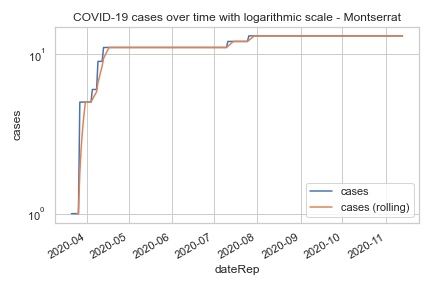 COVID-19 cases over time with logarithmic scale - Montserrat
cases
10¹
10⁰
cases
cases (rolling)
2020-04
2020-05
2020-06
2020-07
2020-08
2020-09
2020-10
2020-11
dateRep